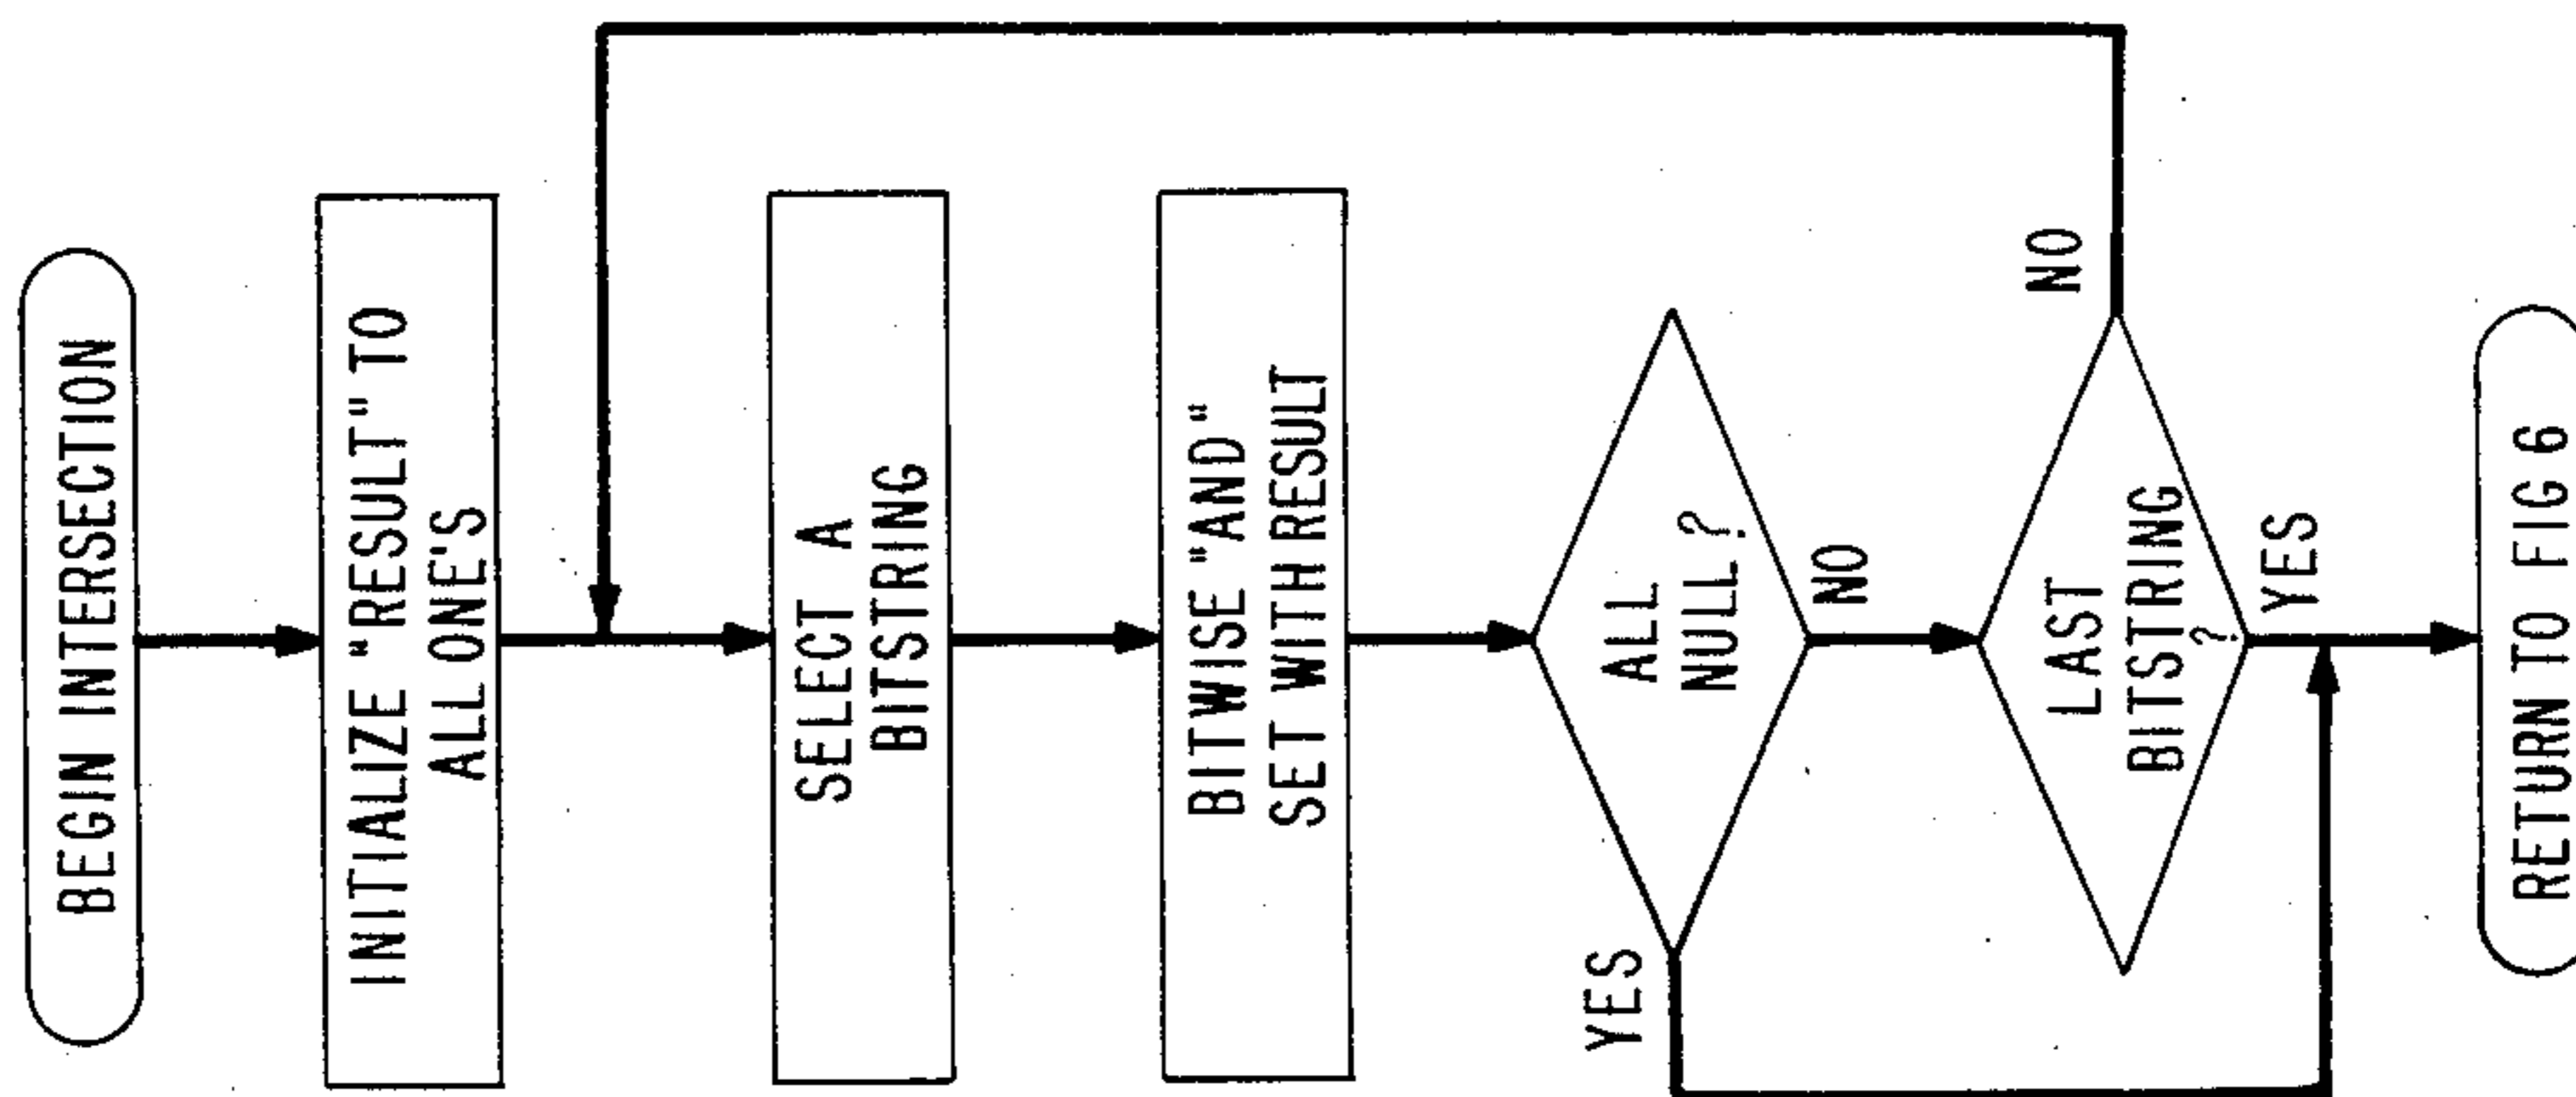 BEGIN INTERSECTION
INITIALIZE "RESULT" TO
ALL ONE'S
SELECT A
BITSTRING
BITWISE "AND"
SET WITH RESULT
ALL
NULL?
YES
NO
LAST
BITSTRING
?
NO
YES
RETURN TO FIG 6